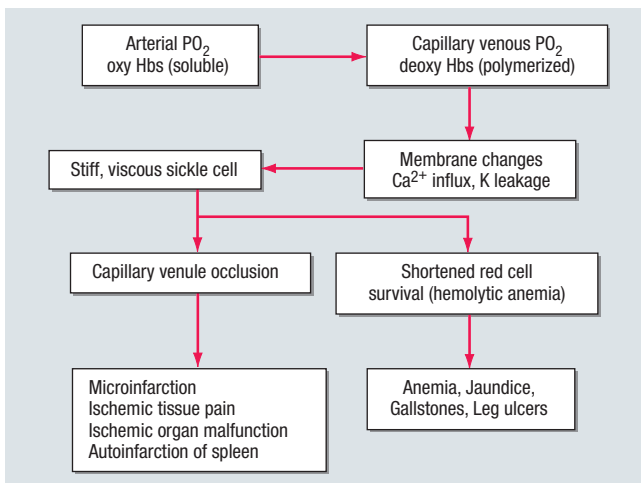 Arterial PO₂
oxy Hbs (soluble)
Capillary venous PO₂
deoxy Hbs (polymerized)
Membrane changes
Ca²⁺ influx, K leakage
Stiff, viscous sickle cell
Capillary venule occlusion
Shortened red cell
survival (hemolytic anemia)
Microinfarction
Ischemic tissue pain
Ischemic organ malfunction
Autoinfarction of spleen
Anemia, Jaundice,
Gallstones, Leg ulcers